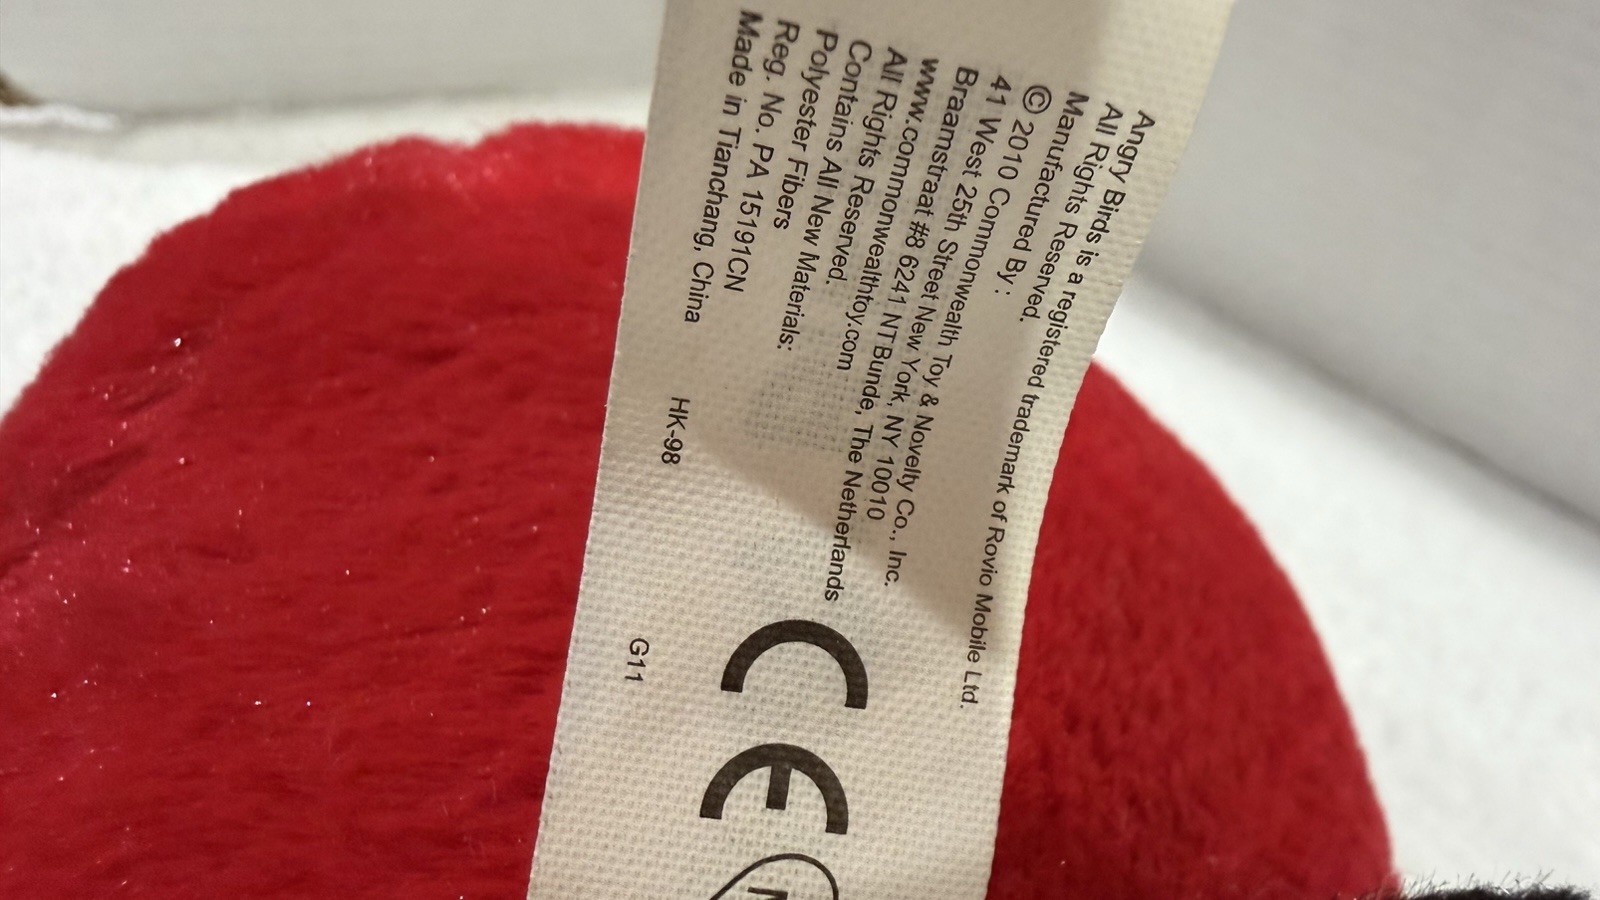 Angry Birds is a registered trademark of Rovio Mobile Ltd.
All Rights Reserved.
Manufactured By :
© 2010 Commonwealth Toy & Novelty Co., Inc.
41 West 25th Street New York, NY 10010
Braamnstraat #8 6241 NT Bunde, The Netherlands
www.commonwealthtoy.com
All Rights Reserved.
Contains All New Materials:
Polyester Fibers
Reg. No. PA 15191CN
Made in Tianchang, China HK-98 G11
CE